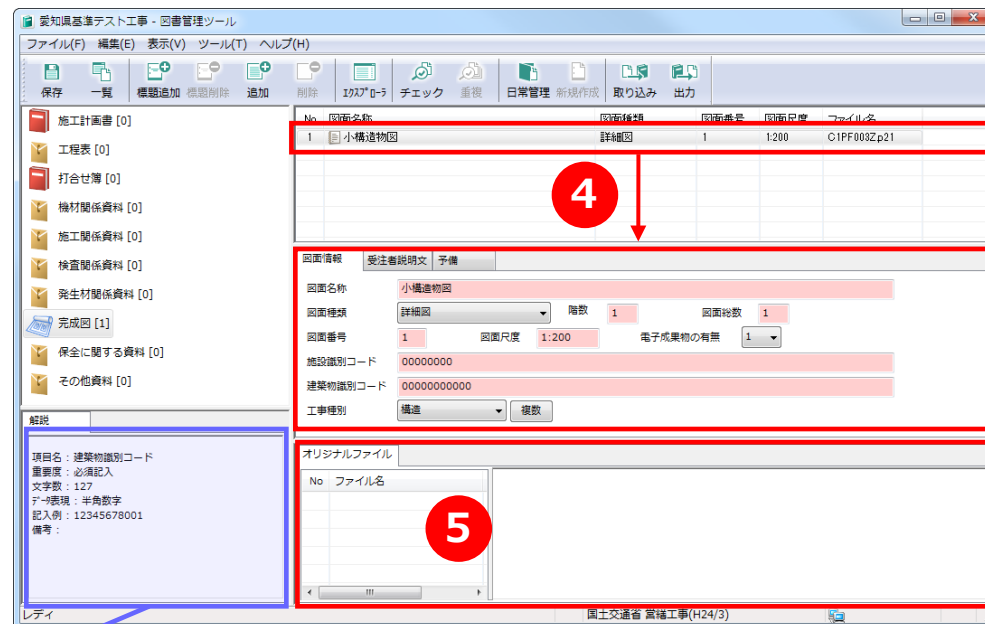 愛知県基準テスト工事 - 図書管理ツール
ファイル(F) 編集(E) 表示(V) ツール(T) ヘルプ(H)
保存 一覧 標題追加 標題削除 追加 削除 ｴｸｽﾌﾟﾛｰﾗ チェック 重複 日常管理 新規作成 取り込み 出力
施工計画書 [0]
工程表 [0]
打合せ簿 [0]
機材関係資料 [0]
施工関係資料 [0]
検査関係資料 [0]
発生材関係資料 [0]
完成図 [1]
保全に関する資料 [0]
その他資料 [0]
No 図面名称 図面種類 図面番号 図面尺度 ファイル名
1 小構造物図 詳細図 1 1:200 C1PF003Z.p21
4
図面情報 受注者説明文 予備
図面名称 小構造物図
図面種類 詳細図 階数 1 図面総数 1
図面番号 1 図面尺度 1:200 電子成果物の有無 1
施設識別コード 00000000
建築物識別コード 00000000000
工事種別 構造 複数
解説
項目名 : 建築物識別コード
重要度 : 必須記入
文字数 : 127
ﾃﾞｰﾀ表現 : 半角数字
記入例 : 12345678001
備考 :
オリジナルファイル
No ファイル名
5
レディ
国土交通省 営繕工事(H24/3)